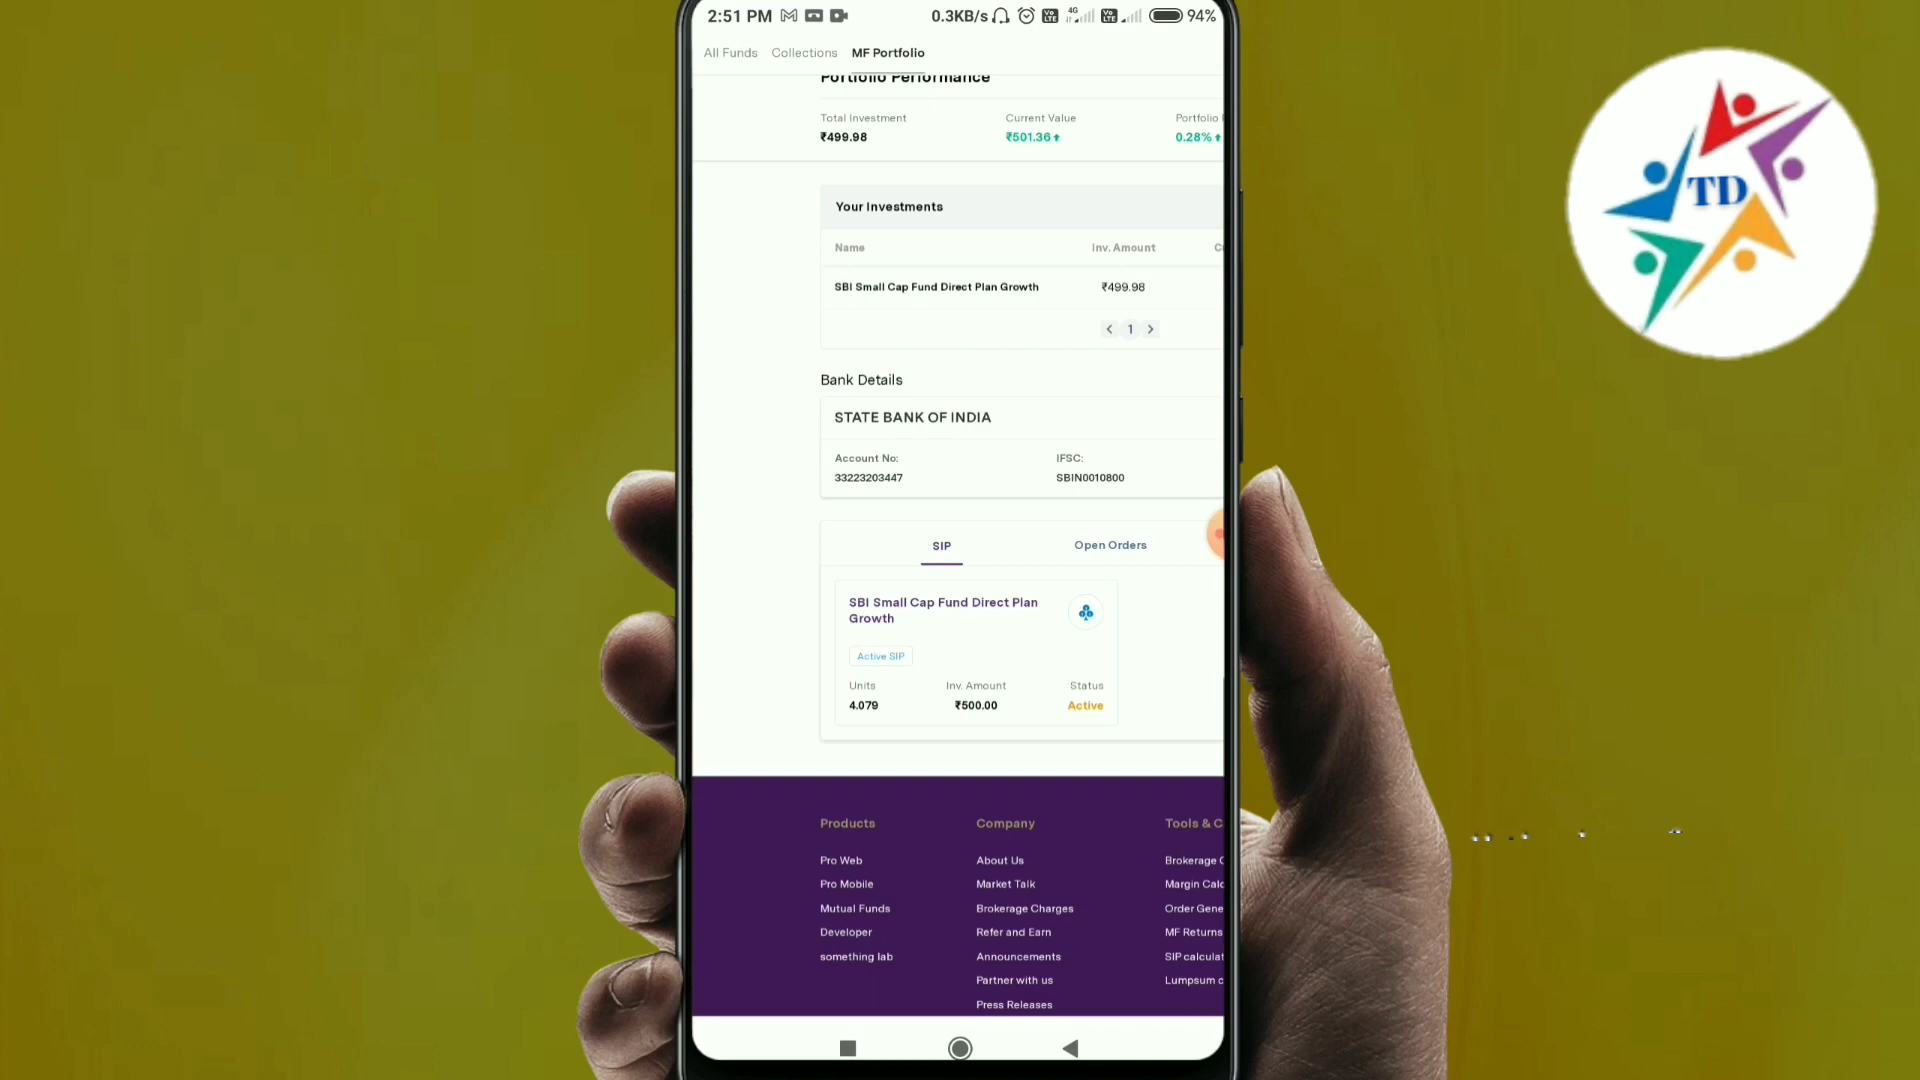 2:51 PM 0.3KB/s 4G 94%
All Funds Collections MF Portfolio
Portfolio Performance
Total Investment Current Value Portfolio
₹499.98 ₹501.36 0.28%
Your Investments
Name Inv. Amount
SBI Small Cap Fund Direct Plan Growth ₹499.98
1
Bank Details
STATE BANK OF INDIA
Account No: IFSC:
33223203447 SBIN0010800
SIP Open Orders
SBI Small Cap Fund Direct Plan
Growth
Active SIP
Units Inv. Amount Status
4.079 ₹500.00 Active
Products Company Tools & C
Pro Web About Us Brokerage
Pro Mobile Market Talk Margin Calc
Mutual Funds Brokerage Charges Order Gene
Developer Refer and Earn MF Returns
something lab Announcements SIP calculat
Partner with us Lumpsum c
Press Releases
TD